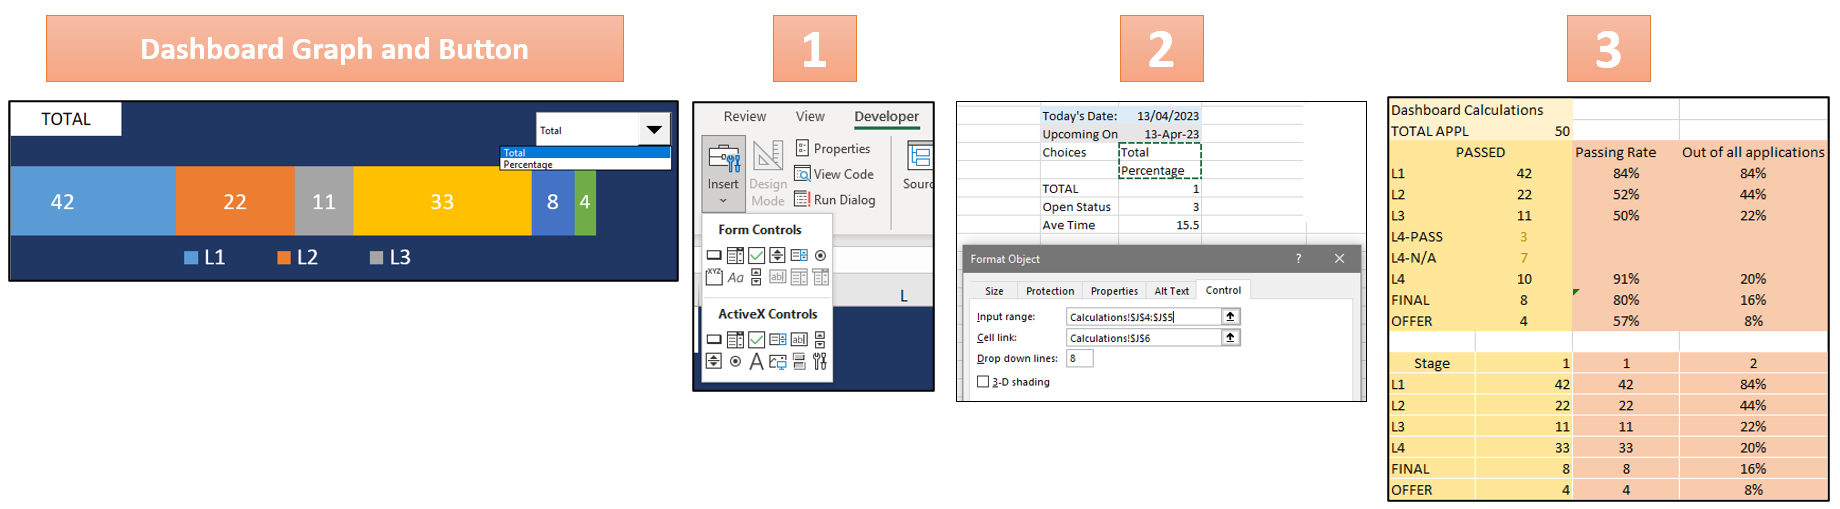 Dashboard Graph and Button
1
2
3
TOTAL
Total
Total
Percentage
42 22 11 33 8 4
L1 L2 L3
Review View Developer
Insert
Design Mode
Properties
View Code
Run Dialog
Sourc
Form Controls
XYZ Aa ab|
ActiveX Controls
ab|
A
L
Today's Date: 13/04/2023
Upcoming On 13-Apr-23
Choices Total
Percentage
TOTAL 1
Open Status 3
Ave Time 15.5
Format Object ? ×
Size Protection Properties Alt Text Control
Input range: Calculations!$J$4:$J$5
Cell link: Calculations!$J$6
Drop down lines: 8
3-D shading
Dashboard Calculations
TOTAL APPL 50
PASSED Passing Rate Out of all applications
L1 42 84% 84%
L2 22 52% 44%
L3 11 50% 22%
L4-PASS 3
L4-N/A 7
L4 10 91% 20%
FINAL 8 80% 16%
OFFER 4 57% 8%
Stage 1 1 2
L1 42 42 84%
L2 22 22 44%
L3 11 11 22%
L4 33 33 20%
FINAL 8 8 16%
OFFER 4 4 8%